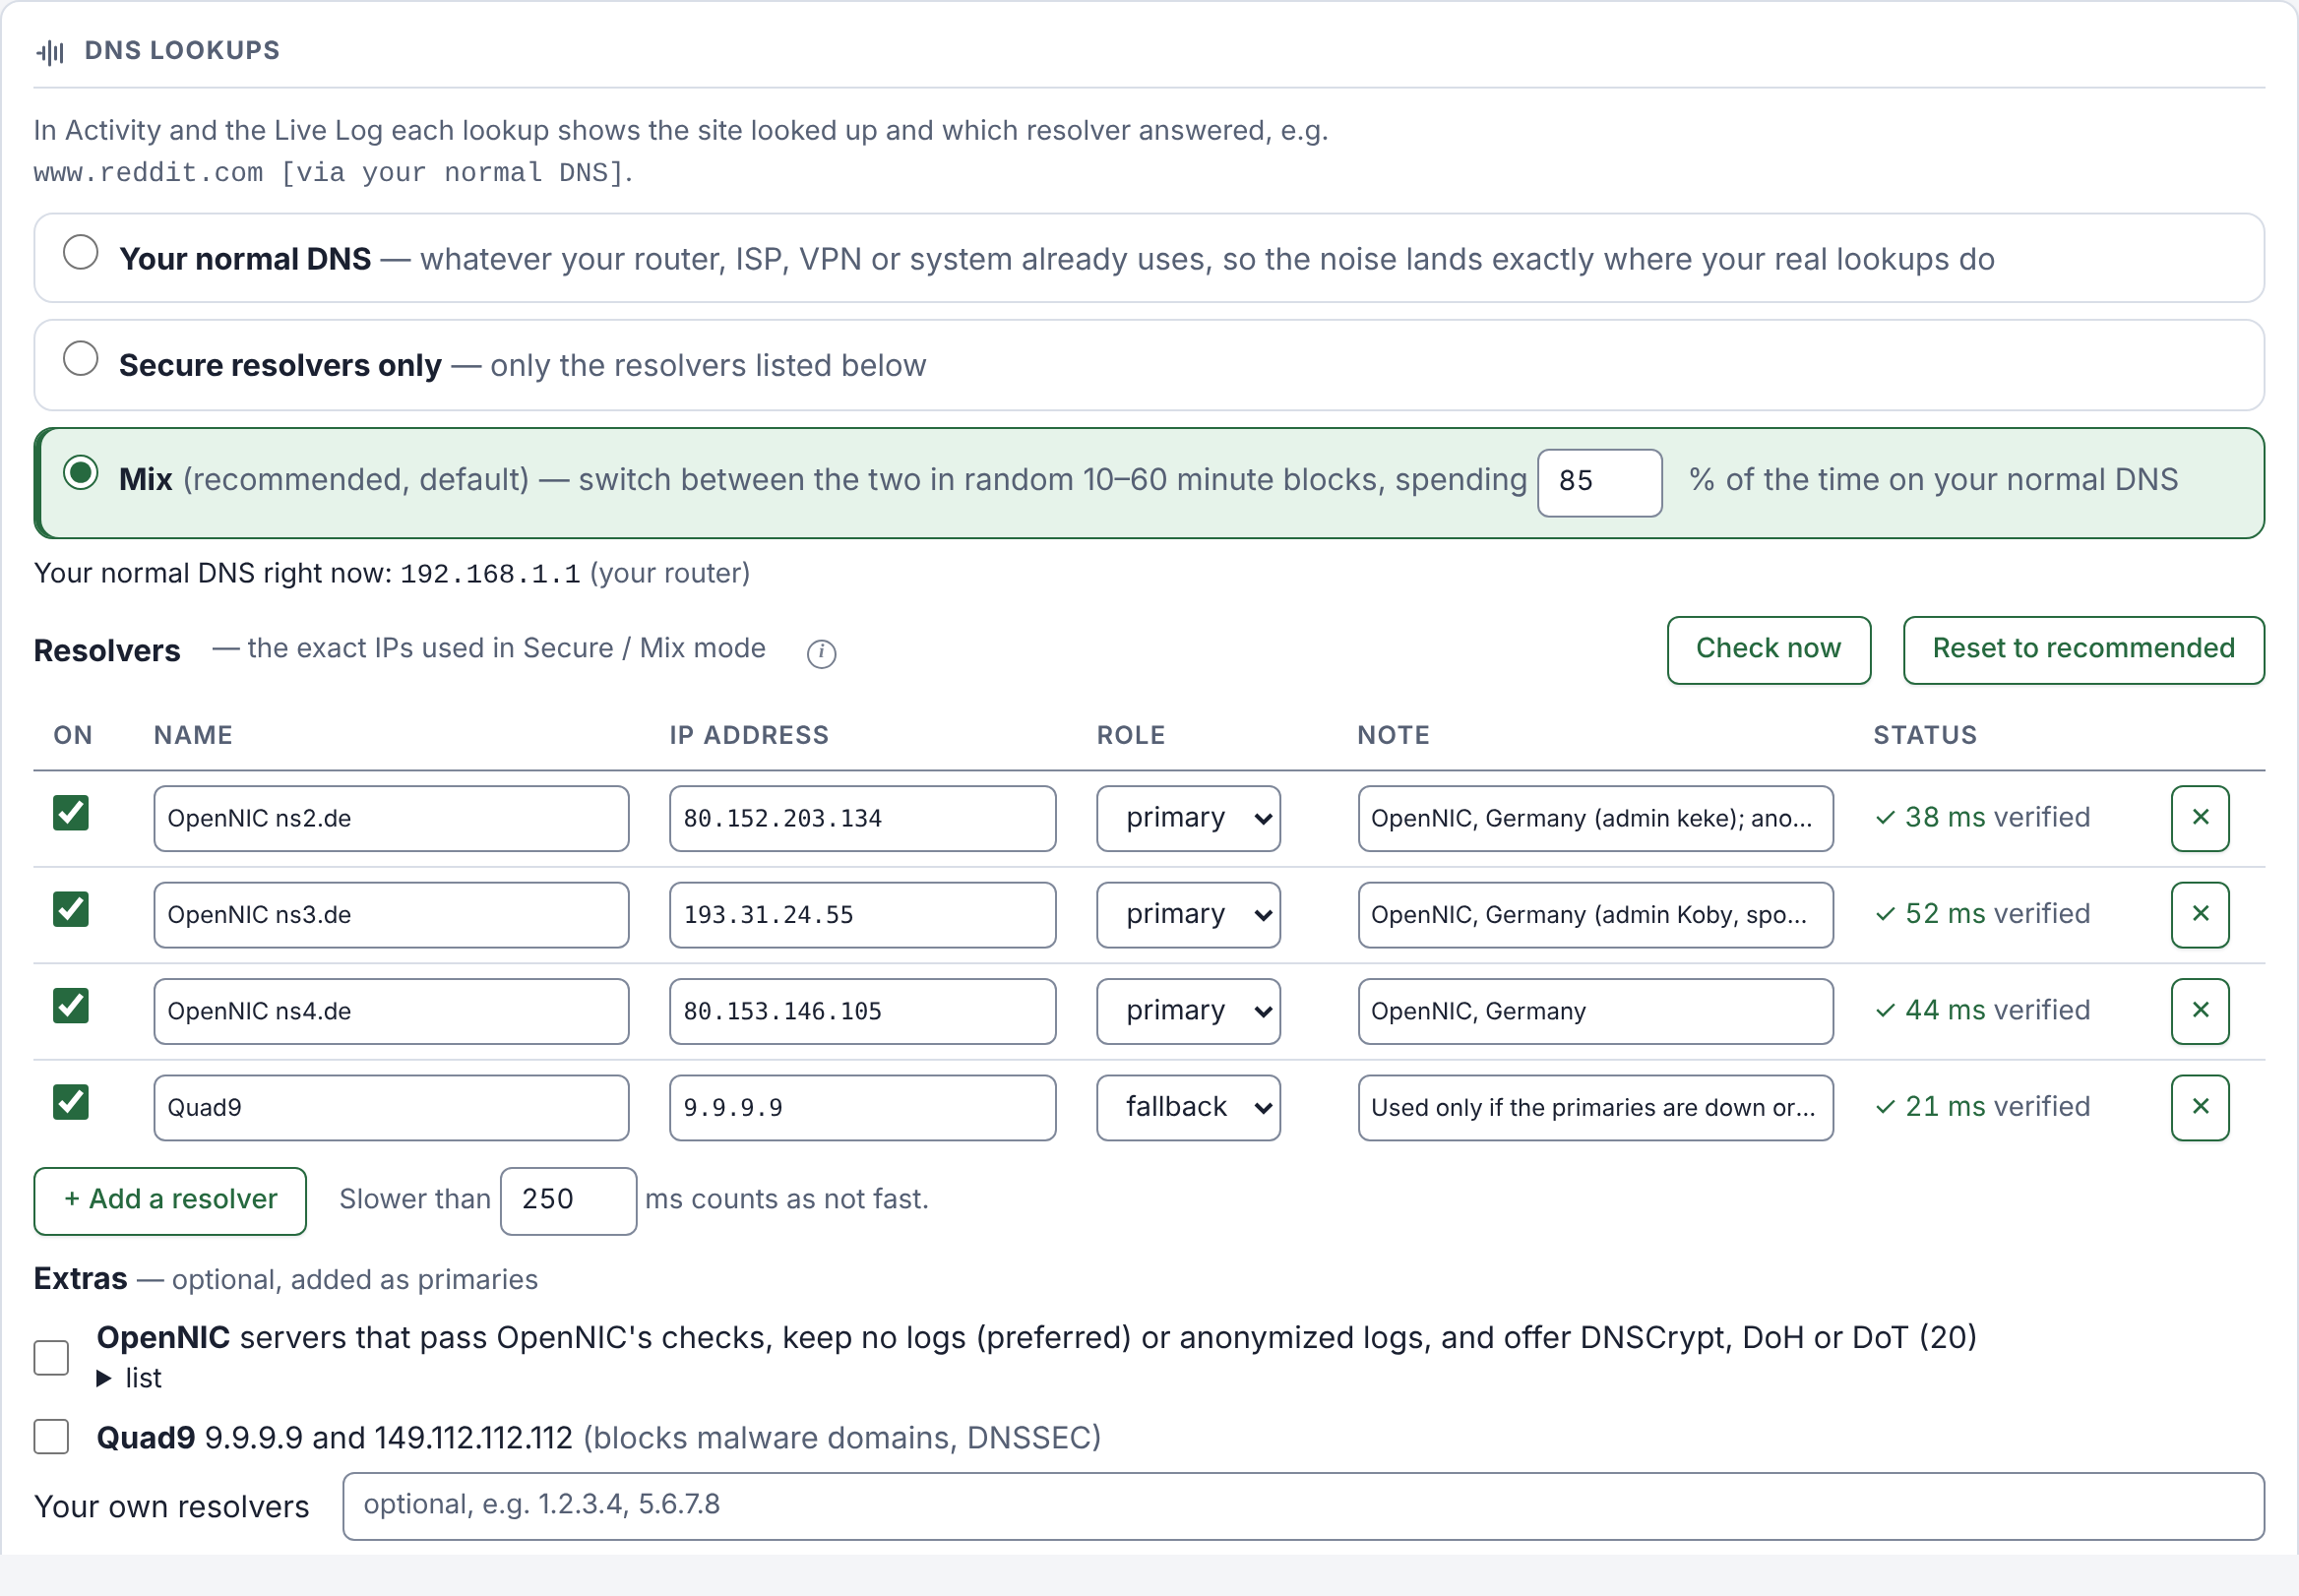 DNS LOOKUPS
In Activity and the Live Log each lookup shows the site looked up and which resolver answered, e.g.
www.reddit.com [via your normal DNS].
Your normal DNS — whatever your router, ISP, VPN or system already uses, so the noise lands exactly where your real lookups do
Secure resolvers only — only the resolvers listed below
Mix (recommended, default) — switch between the two in random 10–60 minute blocks, spending 85 % of the time on your normal DNS
Your normal DNS right now: 192.168.1.1 (your router)
Resolvers — the exact IPs used in Secure / Mix mode i Check now Reset to recommended
ON NAME IP ADDRESS ROLE NOTE STATUS
OpenNIC ns2.de 80.152.203.134 primary OpenNIC, Germany (admin keke); ano... ✓ 38 ms verified ×
OpenNIC ns3.de 193.31.24.55 primary OpenNIC, Germany (admin Koby, spo... ✓ 52 ms verified ×
OpenNIC ns4.de 80.153.146.105 primary OpenNIC, Germany ✓ 44 ms verified ×
Quad9 9.9.9.9 fallback Used only if the primaries are down or... ✓ 21 ms verified ×
+ Add a resolver Slower than 250 ms counts as not fast.
Extras — optional, added as primaries
OpenNIC servers that pass OpenNIC's checks, keep no logs (preferred) or anonymized logs, and offer DNSCrypt, DoH or DoT (20)
▶ list
Quad9 9.9.9.9 and 149.112.112.112 (blocks malware domains, DNSSEC)
Your own resolvers optional, e.g. 1.2.3.4, 5.6.7.8